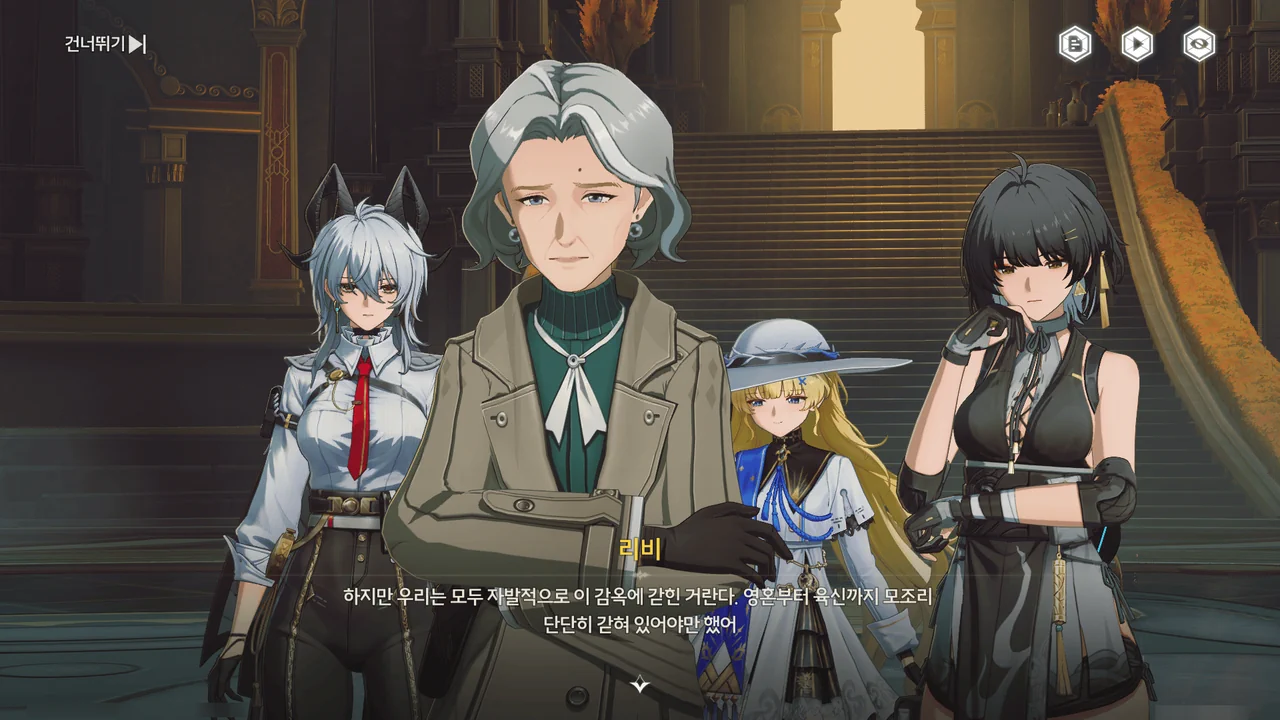 건너뛰기
리비
하지만 우리는 모두 자발적으로 이 감옥에 갇힌 거란다. 영혼부터 육신까지 모조리
단단히 갇혀 있어야만 했어.